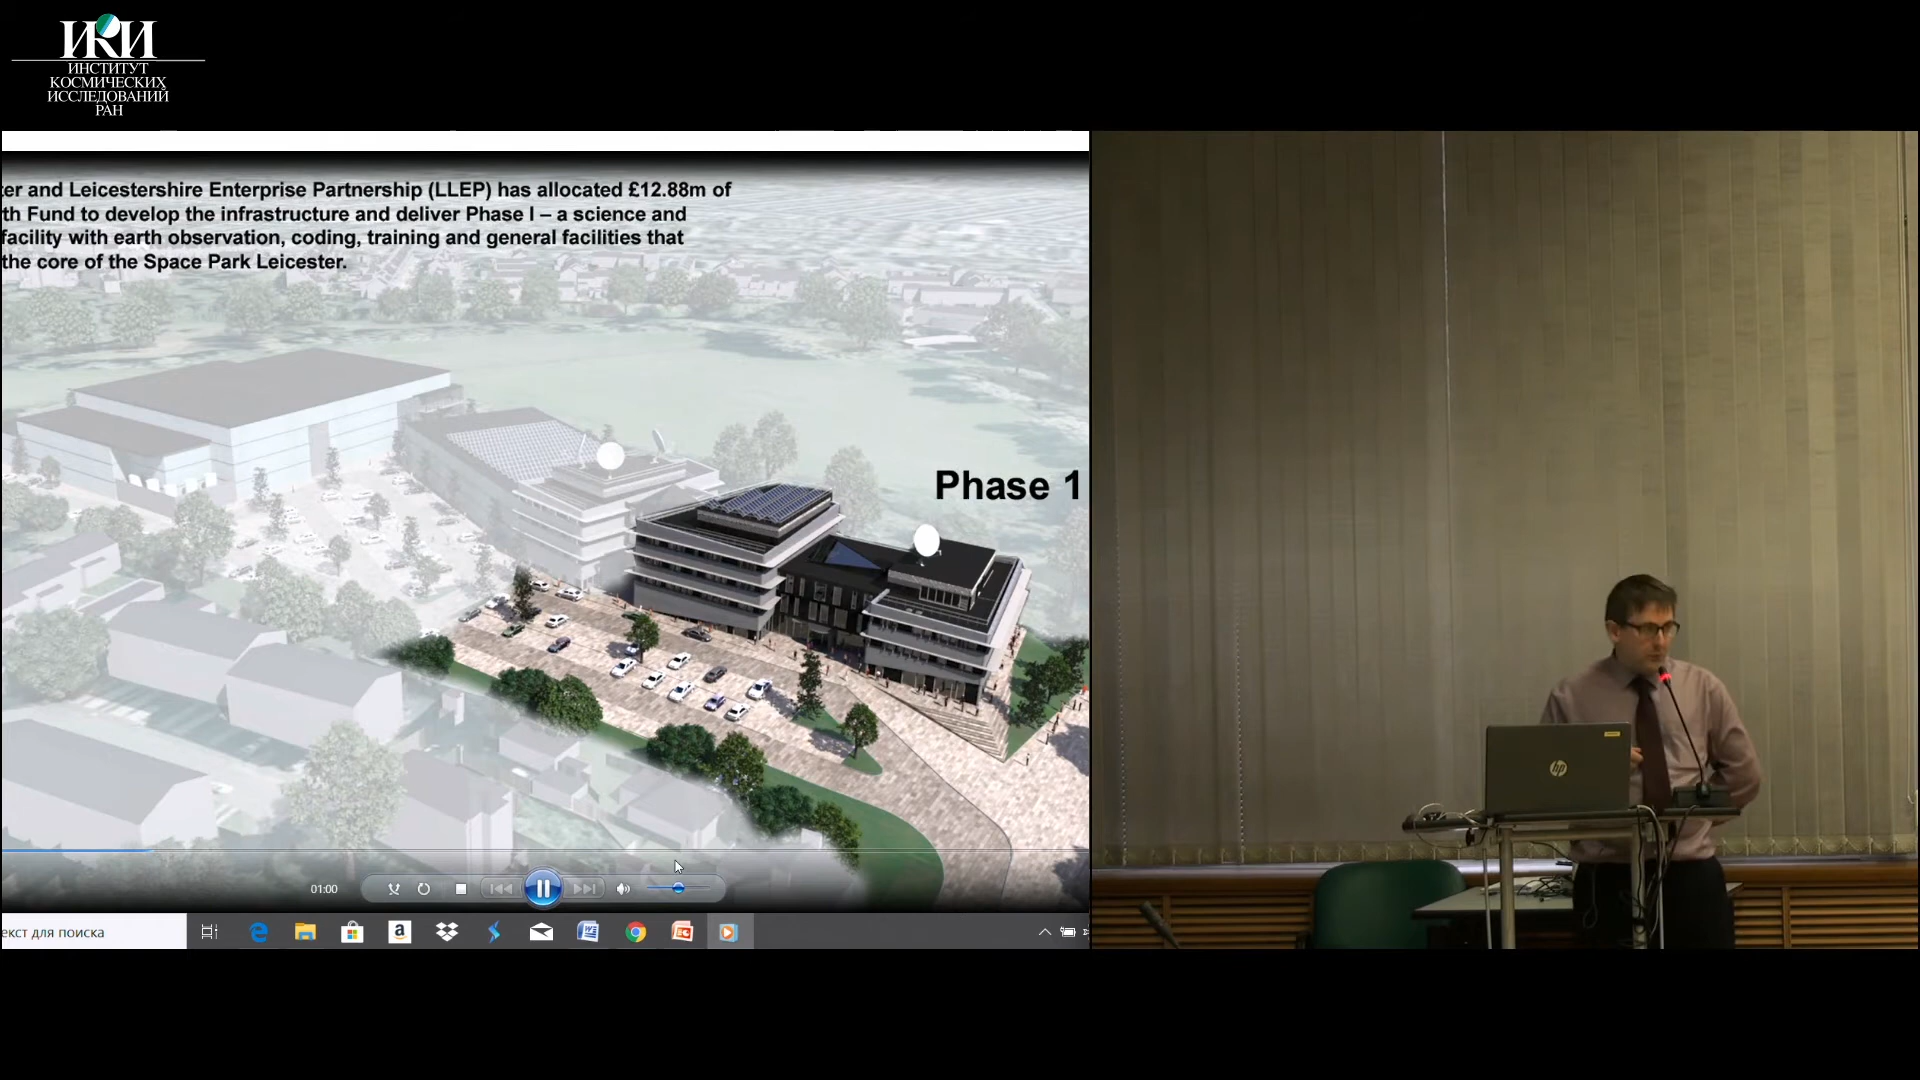 ИКИ
ИНСТИТУТ
КОСМИЧЕСКИХ
ИССЛЕДОВАНИЙ
РАН
ter and Leicestershire Enterprise Partnership (LLEP) has allocated £12.88m of
th Fund to develop the infrastructure and deliver Phase I – a science and
facility with earth observation, coding, training and general facilities that
the core of the Space Park Leicester.
Phase 1
01:00
екст для поиска
hp